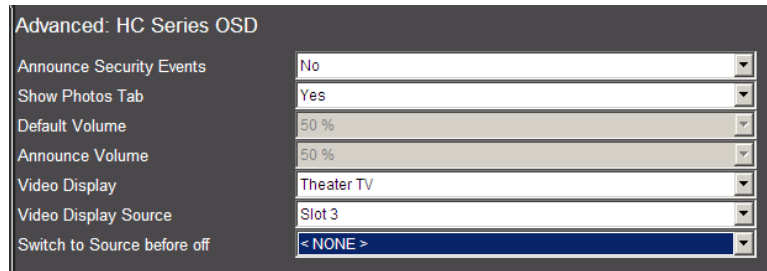 Advanced: HC Series OSD
Announce Security Events No
Show Photos Tab Yes
Default Volume 50 %
Announce Volume 50 %
Video Display Theater TV
Video Display Source Slot 3
Switch to Source before off < NONE >